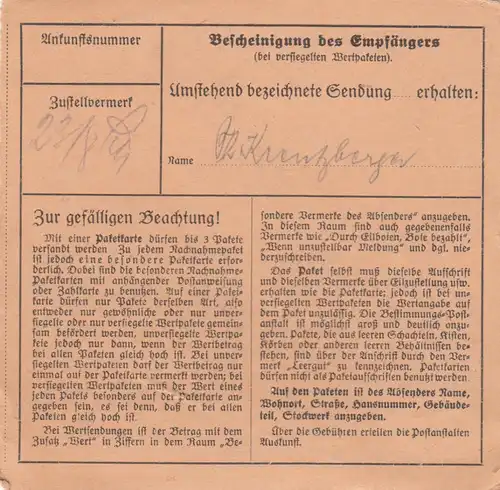 Ankunftsnummer
Bescheinigung des Empfängers
(bei versiegelten Wertpaketen).
Umstehend bezeichnete Sendung ..... erhalten:
Zustellvermerk
22/8
Name Kreutzberger
Zur gefälligen Beachtung!
Mit einer Paketkarte dürfen bis 3 Pakete
versandt werden. Zu jedem Nachnahmepaket
ist jedoch eine besondere Paketkarte erfor-
derlich. Dabei sind die besonderen Nachnahme-
Paketkarten mit anhängender Postanweisung
oder Zahlkarte zu benutzen. Auf einer Paket-
karte dürfen nur Pakete derselben Art, also
entweder nur gewöhnliche oder nur unver-
siegelte oder nur versiegelte Wertpakete gemein-
sam befördert werden, unversiegelte Wertpa-
kete jedoch nur dann, wenn der Wertbetrag
bei allen Paketen gleich hoch ist. Bei unver-
siegelten Wertpaketen darf der Wertbetrag nur
einmal auf der Paketkarte vermerkt werden; bei
versiegelten Wertpaketen muß der Wert eines
jeden Pakets besonders auf der Paketkarte an-
gegeben sein, es sei denn, daß er bei allen
Paketen gleich hoch ist.
Bei Wertsendungen ist der Betrag mit dem
Zusatz „Wert“ in Ziffern in dem Raum „Be-
sondere Vermerke des Absenders“ anzugeben.
In diesem Raum sind auch gegebenenfalls
Vermerke wie „Durch Eilboten, Bote bezahlt“,
„Wenn unzustellbar Meldung“ und dgl. nie-
derzuschreiben.
Das Paket selbst muß dieselbe Aufschrift
und dieselben Vermerke über Eilzustellung usw.
erhalten wie die Paketkarte; jedoch ist bei un-
versiegelten Wertpaketen die Wertangabe auf
dem Paket unzulässig. Die Bestimmungs-Post-
anstalt ist möglichst groß und deutlich anzu-
geben. Pakete, die aus leeren Schachteln, Kisten,
Körben oder anderen leeren Behältnissen be-
stehen, sind über der Anschrift durch den Ver-
merk „Leergut“ zu kennzeichnen. Paketkarten
dürfen nicht als Paketaufschriften benutzt werden.
Auf den Paketen ist des Absenders Name,
Wohnort, Straße, Hausnummer, Gebäude-
teil, Stockwerk anzugeben.
Über die Gebühren erteilen die Postanstalten
Auskunft.